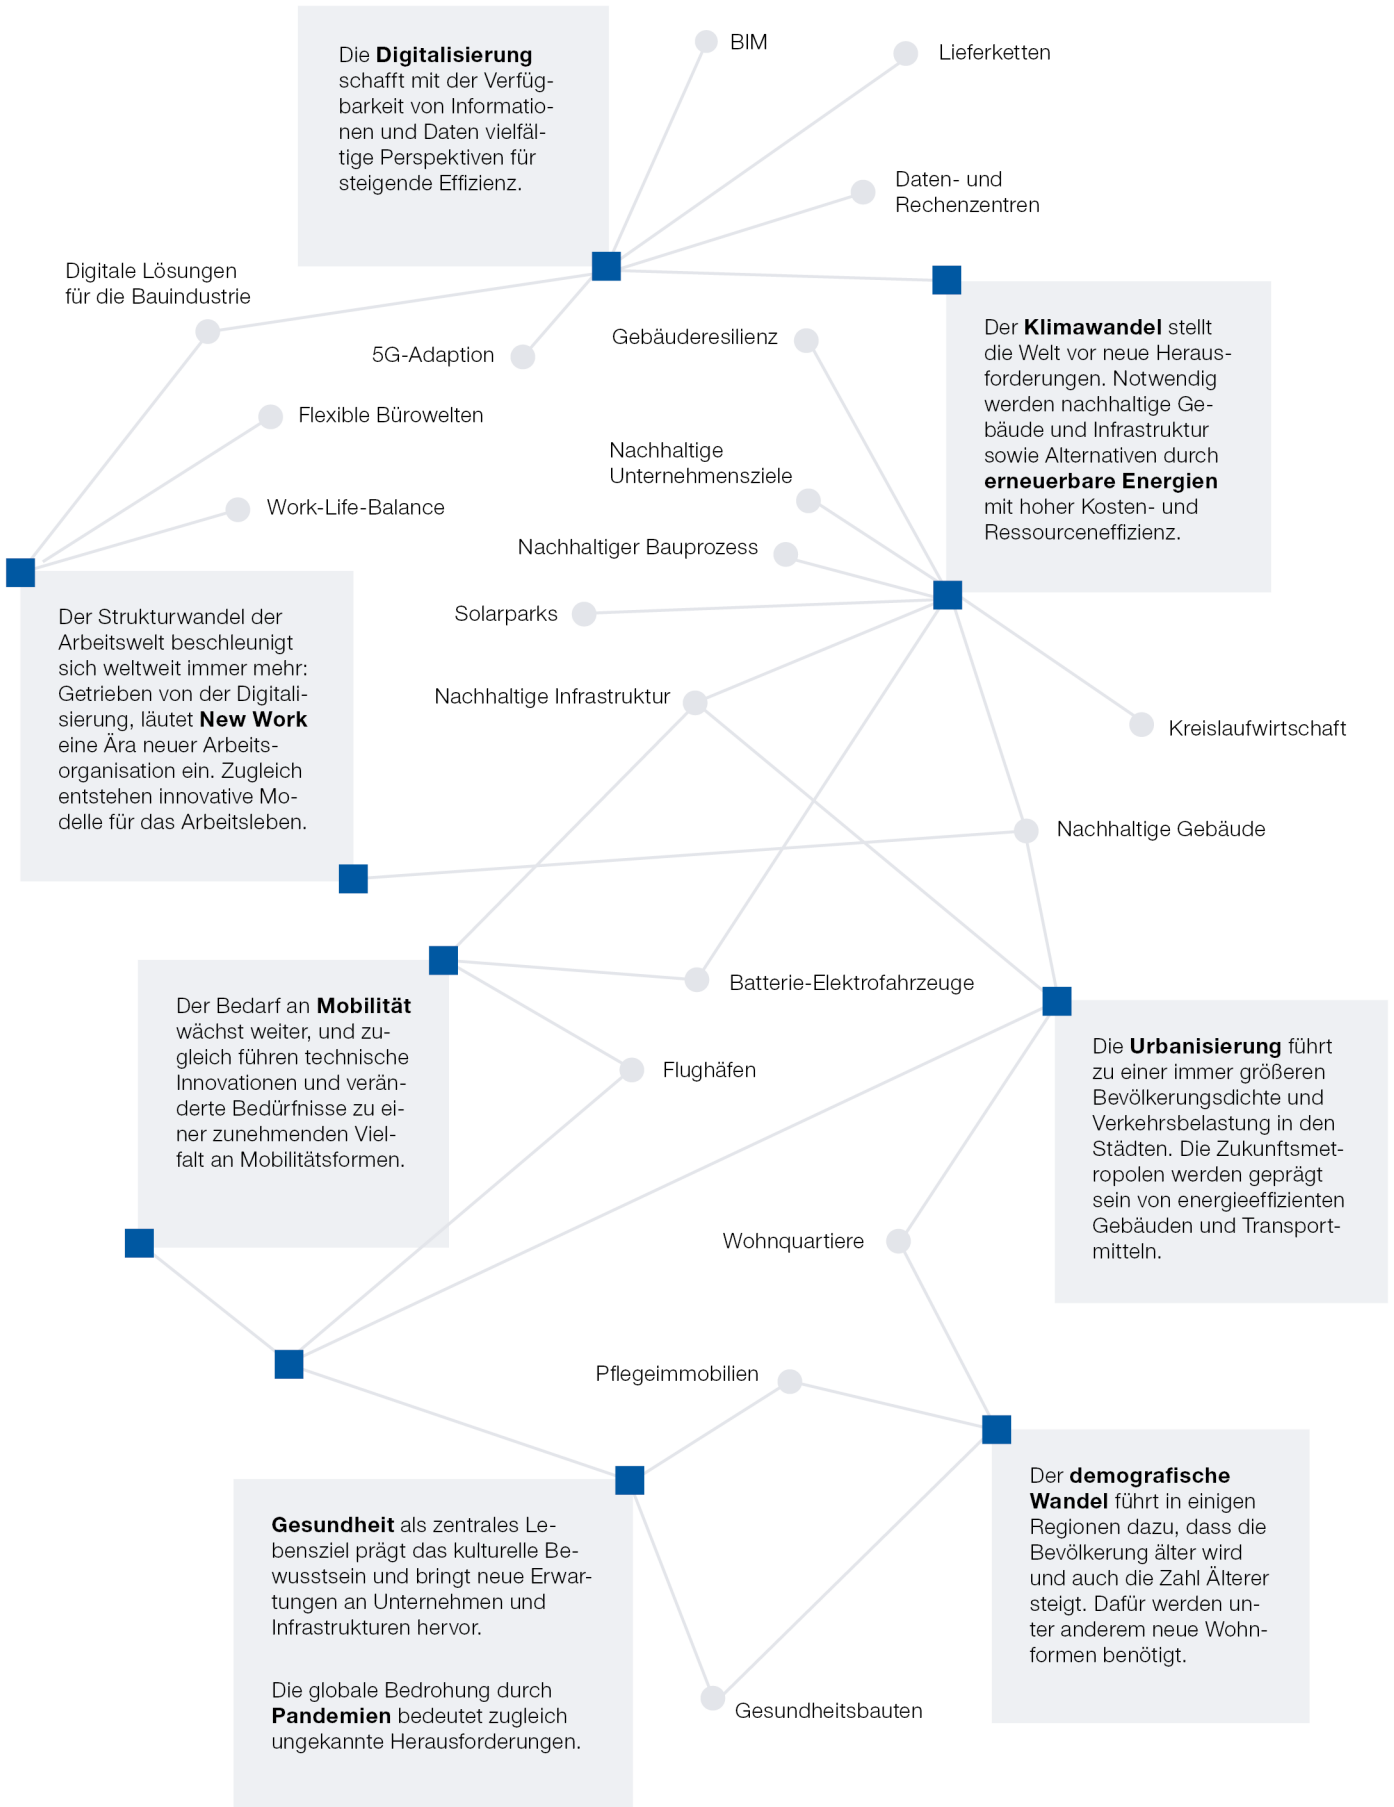 Die Digitalisierung
schafft mit der Verfüg-
barkeit von Informatio-
nen und Daten vielfäl-
tige Perspektiven für
steigende Effizienz.
BIM
Lieferketten
Daten- und
Rechenzentren
Digitale Lösungen
für die Bauindustrie
5G-Adaption
Gebäuderesilienz
Der Klimawandel stellt
die Welt vor neue Heraus-
forderungen. Notwendig
werden nachhaltige Ge-
bäude und Infrastruktur
sowie Alternativen durch
erneuerbare Energien
mit hoher Kosten- und
Ressourceneffizienz.
Flexible Bürowelten
Nachhaltige
Unternehmensziele
Work-Life-Balance
Nachhaltiger Bauprozess
Solarparks
Der Strukturwandel der
Arbeitswelt beschleunigt
sich weltweit immer mehr:
Getrieben von der Digitali-
sierung, läutet New Work
eine Ära neuer Arbeits-
organisation ein. Zugleich
entstehen innovative Mo-
delle für das Arbeitsleben.
Nachhaltige Infrastruktur
Kreislaufwirtschaft
Nachhaltige Gebäude
Batterie-Elektrofahrzeuge
Der Bedarf an Mobilität
wächst weiter, und zu-
gleich führen technische
Innovationen und verän-
derte Bedürfnisse zu ei-
ner zunehmenden Viel-
falt an Mobilitätsformen.
Flughäfen
Die Urbanisierung führt
zu einer immer größeren
Bevölkerungsdichte und
Verkehrsbelastung in den
Städten. Die Zukunftsmet-
ropolen werden geprägt
sein von energieeffizienten
Gebäuden und Transport-
mitteln.
Wohnquartiere
Pflegeimmobilien
Gesundheit als zentrales Le-
bensziel prägt das kulturelle Be-
wusstsein und bringt neue Erwar-
tungen an Unternehmen und
Infrastrukturen hervor.
Die globale Bedrohung durch
Pandemien bedeutet zugleich
ungekannte Herausforderungen.
Der demografische
Wandel führt in einigen
Regionen dazu, dass die
Bevölkerung älter wird
und auch die Zahl Älterer
steigt. Dafür werden un-
ter anderem neue Wohn-
formen benötigt.
Gesundheitsbauten